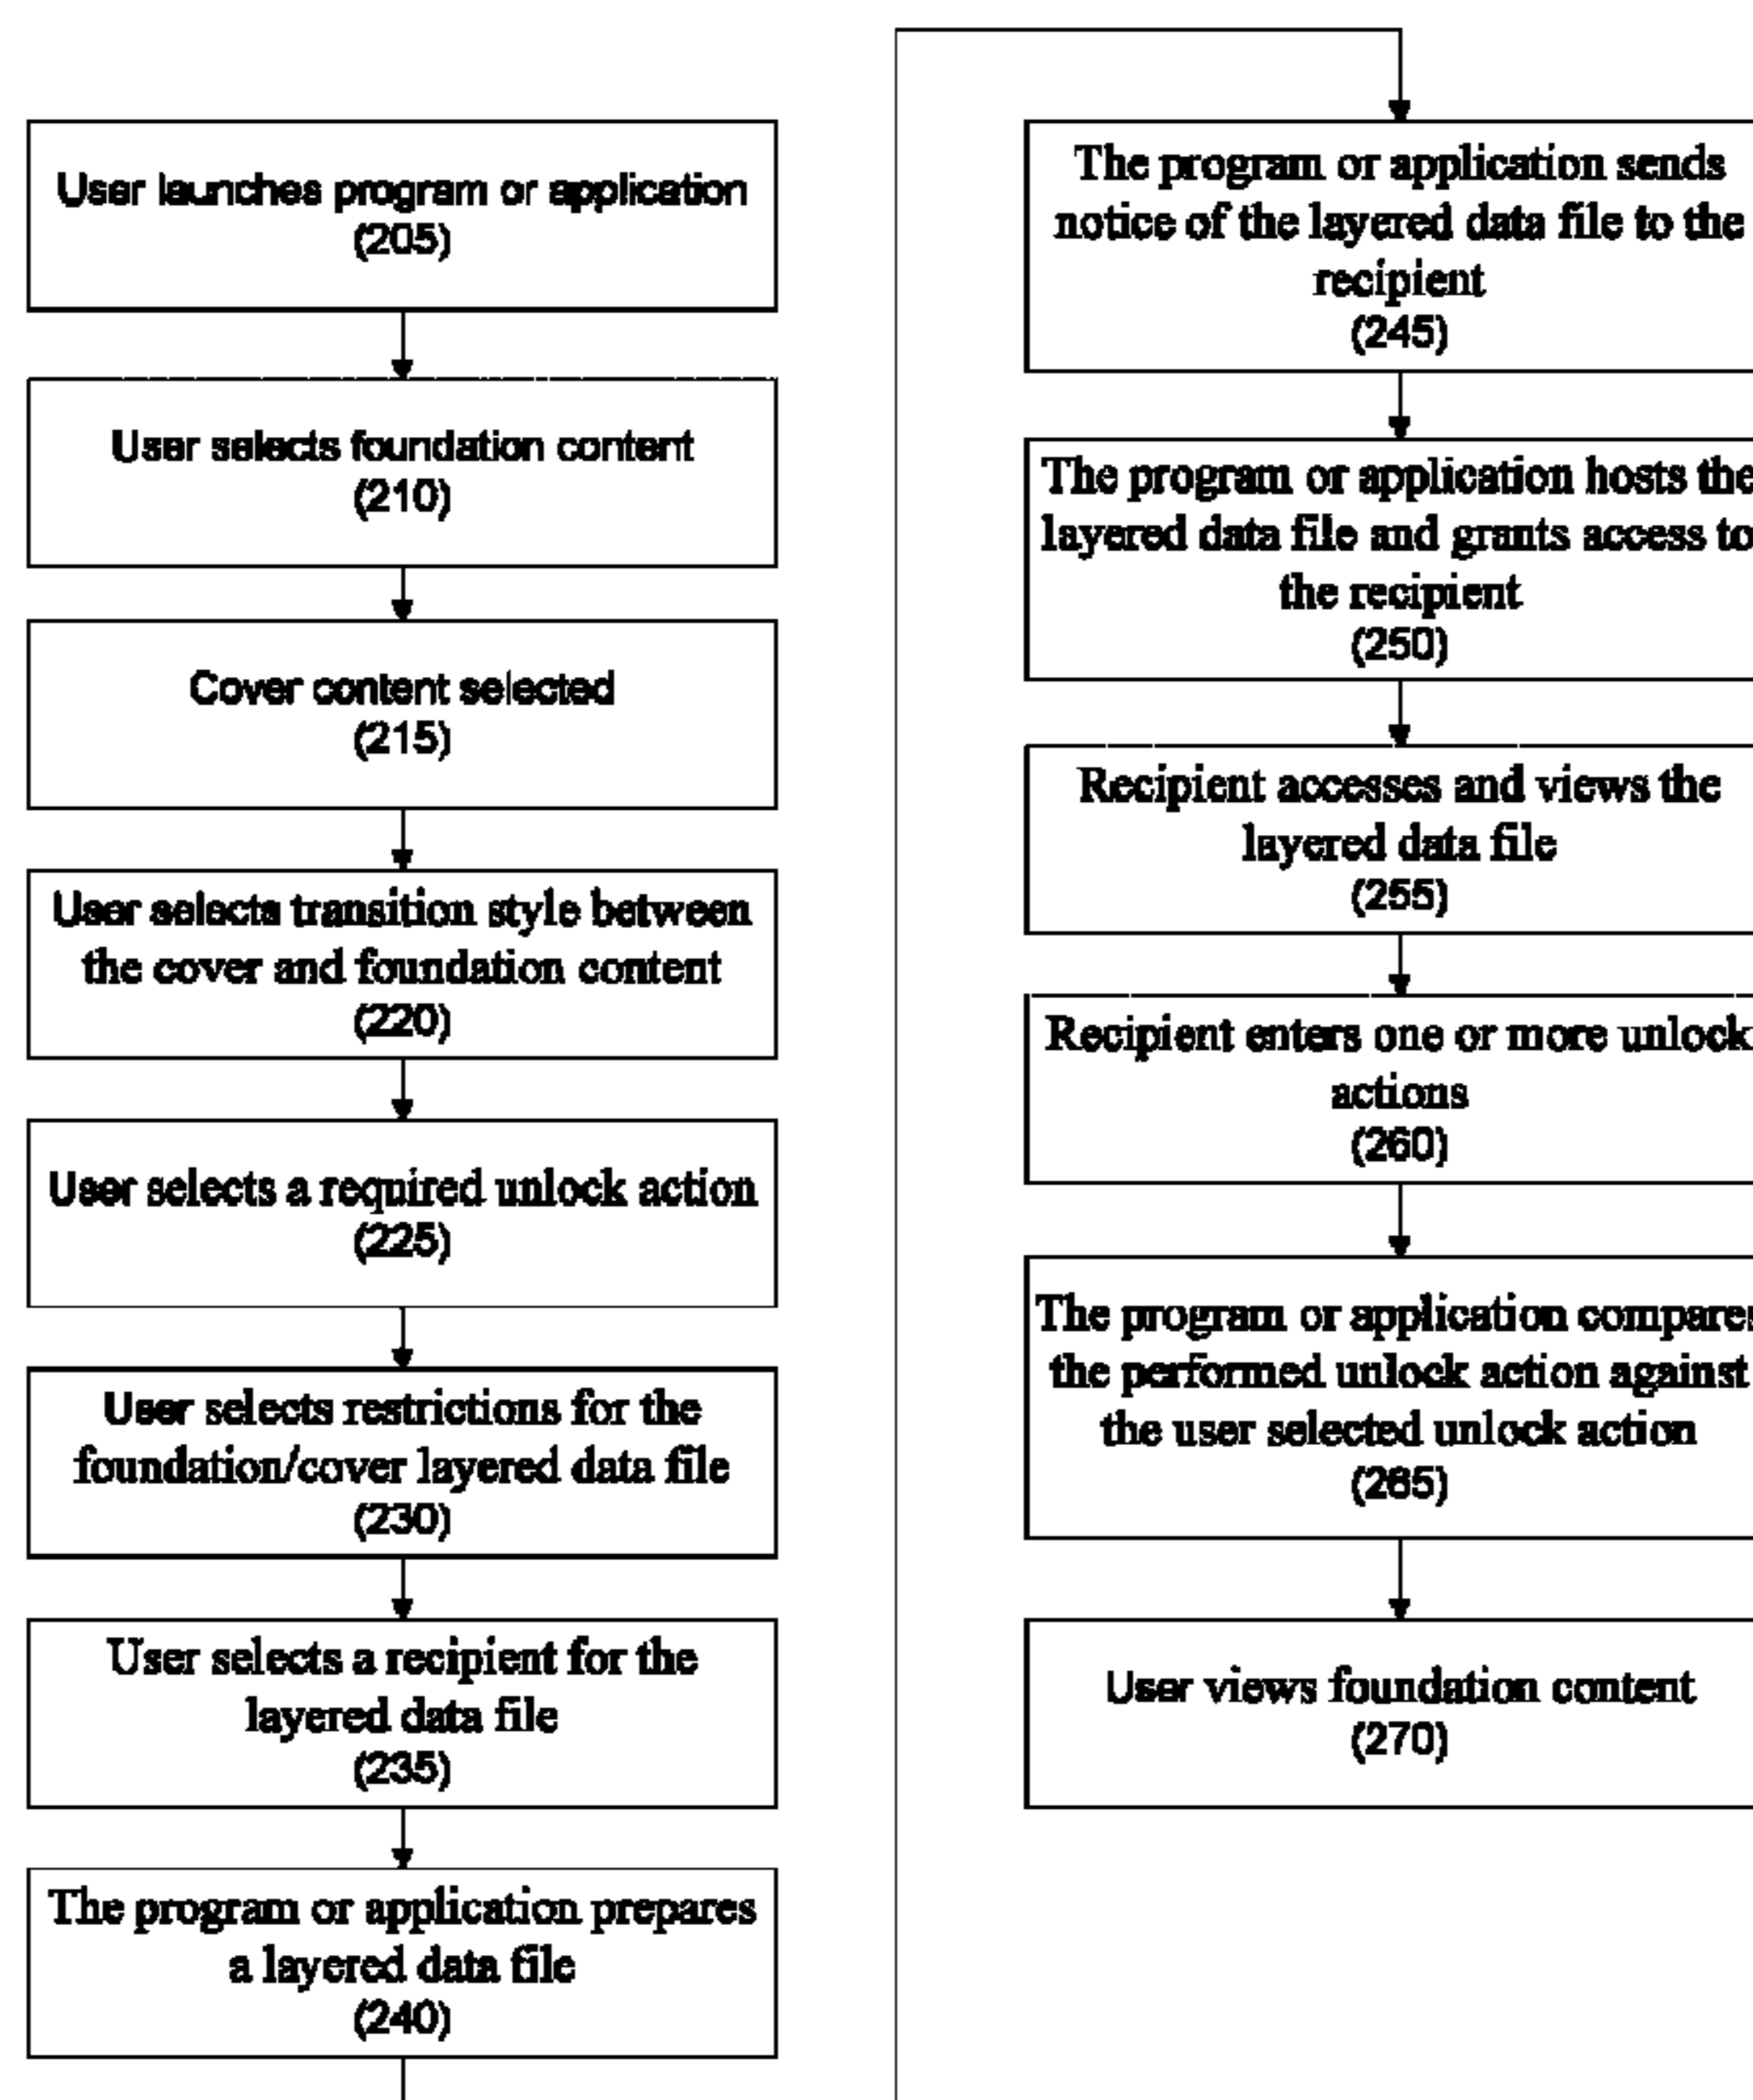 User launches program or application
(205)
User selects foundation content
(210)
Cover content selected
(215)
User selects transition style between
the cover and foundation content
(220)
User selects a required unlock action
(225)
User selects restrictions for the
foundation/cover layered data file
(230)
User selects a recipient for the
layered data file
(235)
The program or application prepares
a layered data file
(240)
The program or application sends
notice of the layered data file to the
recipient
(245)
The program or application hosts the
layered data file and grants access to
the recipient
(250)
Recipient accesses and views the
layered data file
(255)
Recipient enters one or more unlock
actions
(260)
The program or application compares
the performed unlock action against
the user selected unlock action
(265)
User views foundation content
(270)